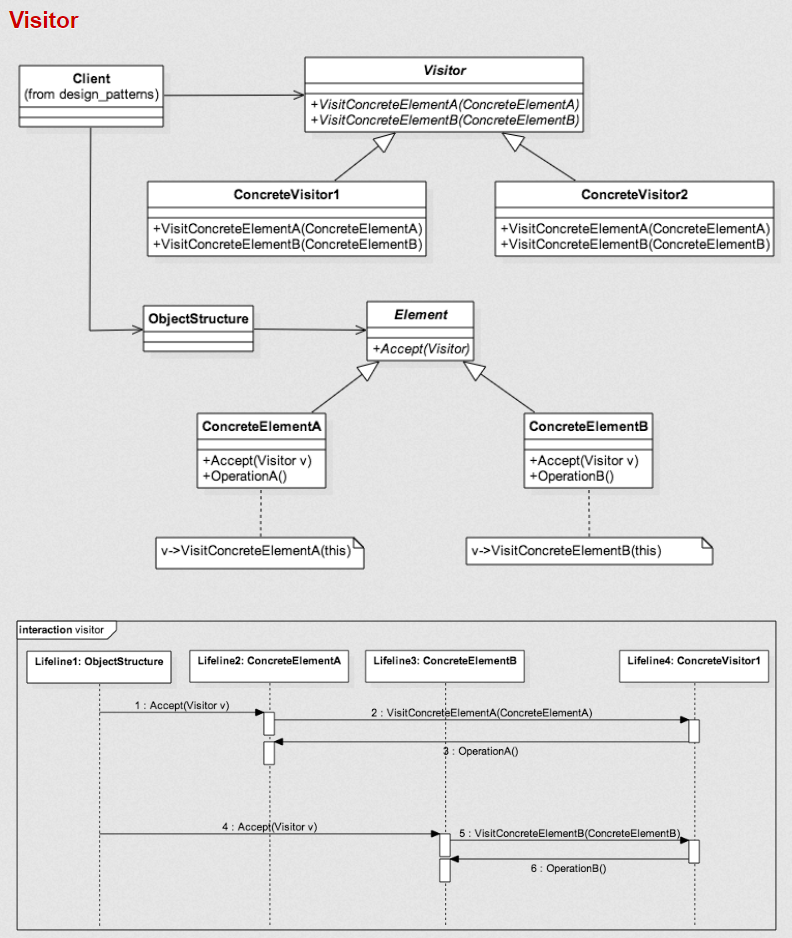 Visitor
Client
(from design_patterns)
Visitor
+VisitConcreteElementA(ConcreteElementA)
+VisitConcreteElementB(ConcreteElementB)
ConcreteVisitor1
+VisitConcreteElementA(ConcreteElementA)
+VisitConcreteElementB(ConcreteElementB)
ConcreteVisitor2
+VisitConcreteElementA(ConcreteElementA)
+VisitConcreteElementB(ConcreteElementB)
ObjectStructure
Element
+Accept(Visitor)
ConcreteElementA
+Accept(Visitor v)
+OperationA()
ConcreteElementB
+Accept(Visitor v)
+OperationB()
v->VisitConcreteElementA(this)
v->VisitConcreteElementB(this)
interaction visitor
Lifeline1: ObjectStructure
Lifeline2: ConcreteElementA
Lifeline3: ConcreteElementB
Lifeline4: ConcreteVisitor1
1 : Accept(Visitor v)
2 : VisitConcreteElementA(ConcreteElementA)
3 : OperationA()
4 : Accept(Visitor v)
5 : VisitConcreteElementB(ConcreteElementB)
6 : OperationB()